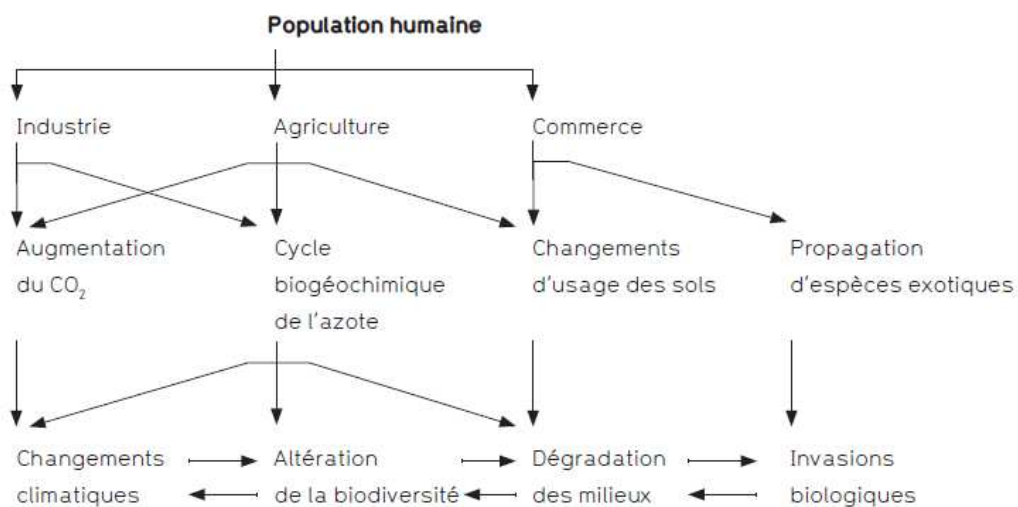 Population humaine
Industrie Agriculture Commerce
Augmentation Cycle Changements Propagation
du CO₂ biogéochimique d'usage des sols d'espèces exotiques
de l'azote
Changements Altération Dégradation Invasions
climatiques de la biodiversité des milieux biologiques